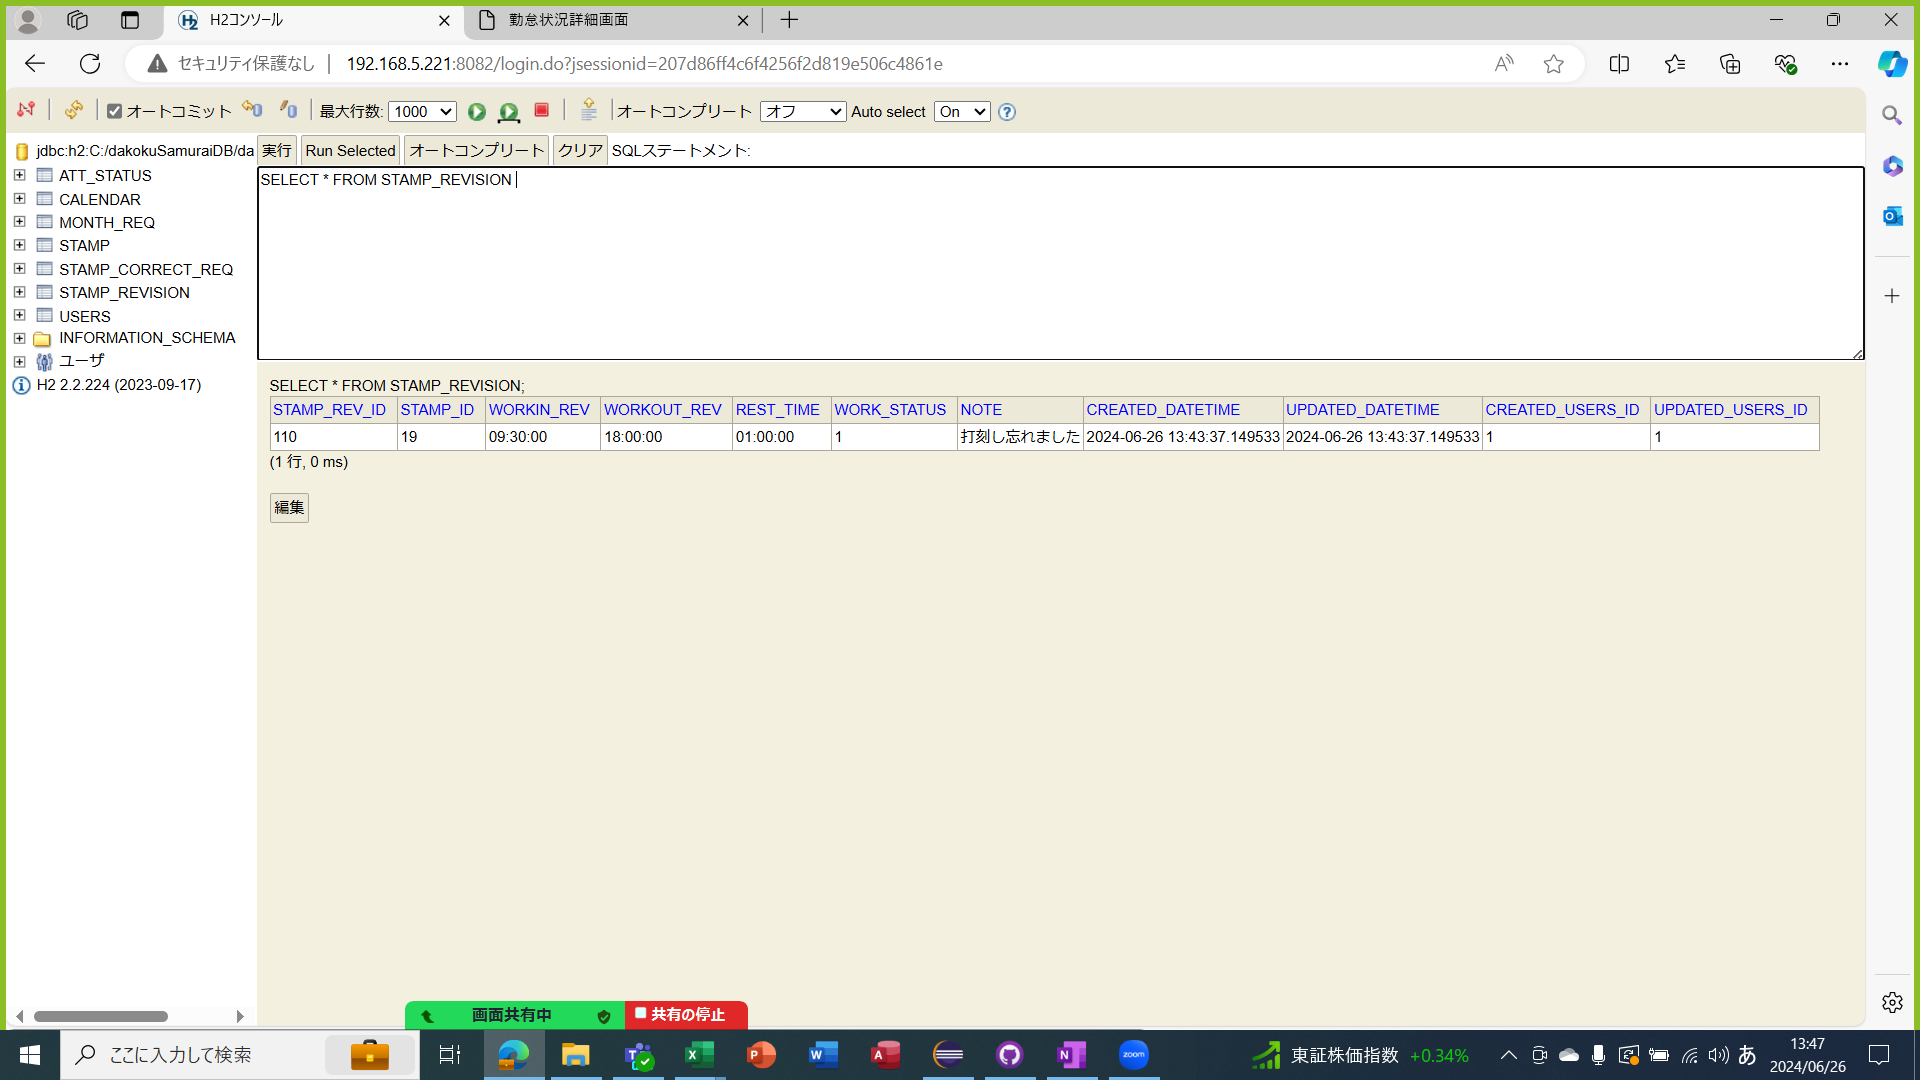 H2コンソール
勤怠状況詳細画面
セキュリティ保護なし
192.168.5.221:8082/login.do?jsessionid=207d86ff4c6f4256f2d819e506c4861e
オートコミット
最大行数: 1000
オートコンプリート オフ
Auto select On
jdbc:h2:C:/dakokuSamuraiDB/da
実行 Run Selected オートコンプリート クリア SQLステートメント:
ATT_STATUS
CALENDAR
MONTH_REQ
STAMP
STAMP_CORRECT_REQ
STAMP_REVISION
USERS
INFORMATION_SCHEMA
ユーザ
H2 2.2.224 (2023-09-17)
SELECT * FROM STAMP_REVISION
SELECT * FROM STAMP_REVISION;
STAMP_REV_ID STAMP_ID WORKIN_REV WORKOUT_REV REST_TIME WORK_STATUS NOTE CREATED_DATETIME UPDATED_DATETIME CREATED_USERS_ID UPDATED_USERS_ID
110 19 09:30:00 18:00:00 01:00:00 1 打刻し忘れました 2024-06-26 13:43:37.149533 2024-06-26 13:43:37.149533 1 1
(1 行, 0 ms)
編集
画面共有中 共有の停止
ここに入力して検索
zoom
東証株価指数 +0.34%
あ
13:47
2024/06/26